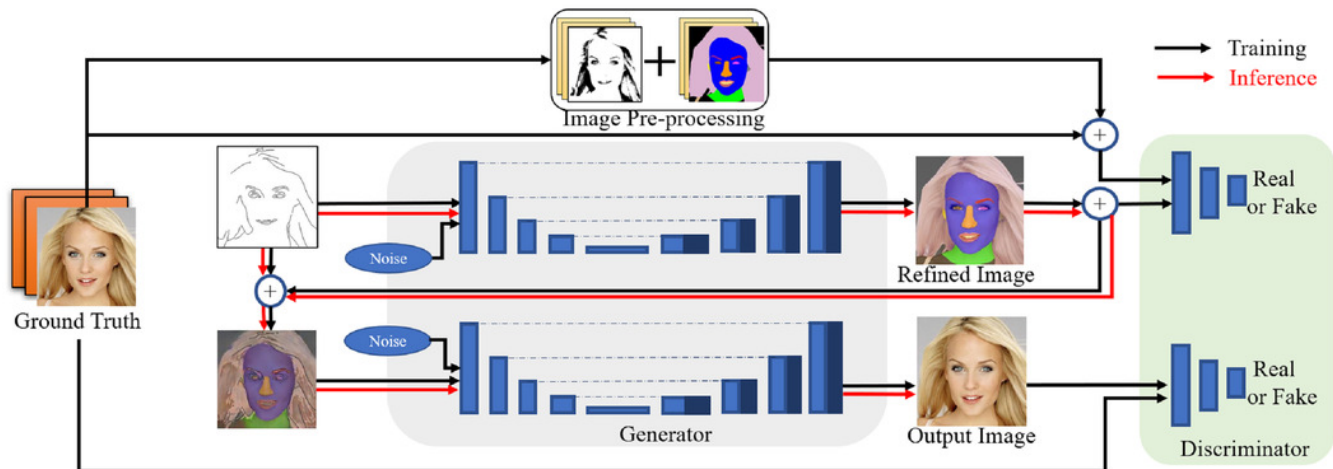 Training
Inference
+
Image Pre-processing
+
Real
or Fake
+
Noise
Refined Image
+
Ground Truth
Noise
Real
or Fake
Generator
Output Image
Discriminator